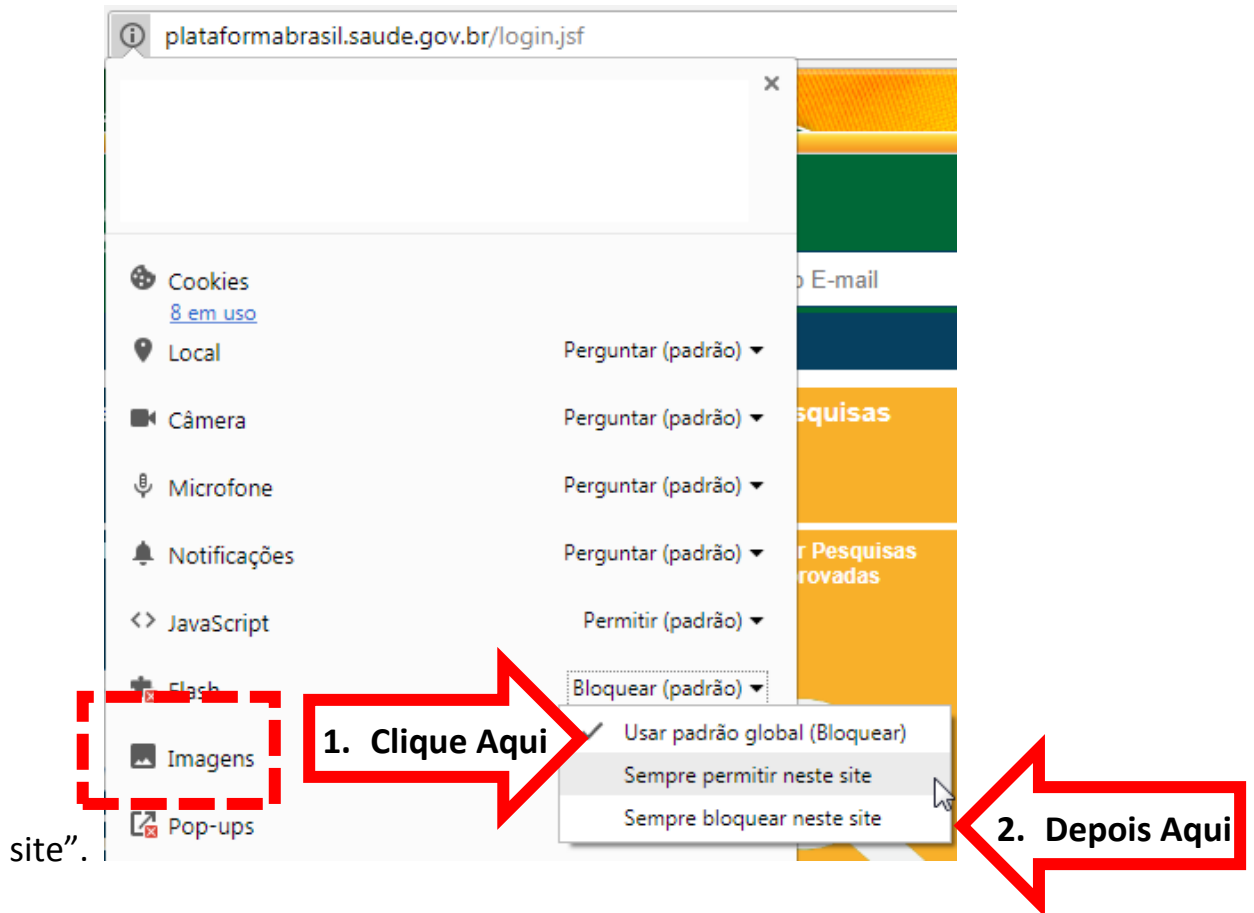 plataformabrasil.saude.gov.br/login.jsf
Cookies
8 em uso
o E-mail
Local Perguntar (padrão)
Câmera Perguntar (padrão)
squisas
Microfone Perguntar (padrão)
Notificações Perguntar (padrão)
r Pesquisas
rovadas
JavaScript Permitir (padrão)
Flash Bloquear (padrão)
1. Clique Aqui
Usar padrão global (Bloquear)
Imagens
Sempre permitir neste site
Pop-ups
Sempre bloquear neste site
2. Depois Aqui
site”.